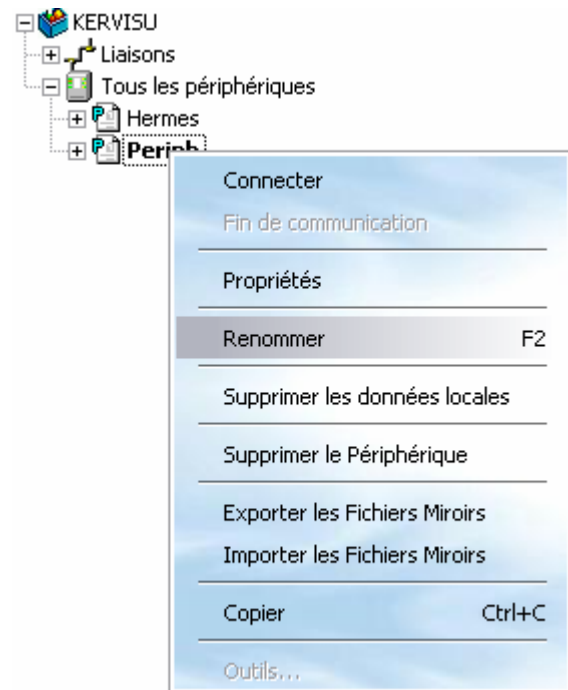 KERVISU
Liaisons
Tous les périphériques
Hermes
Periph
Connecter
Fin de communication
Propriétés
Renommer F2
Supprimer les données locales
Supprimer le Périphérique
Exporter les Fichiers Miroirs
Importer les Fichiers Miroirs
Copier Ctrl+C
Outils...